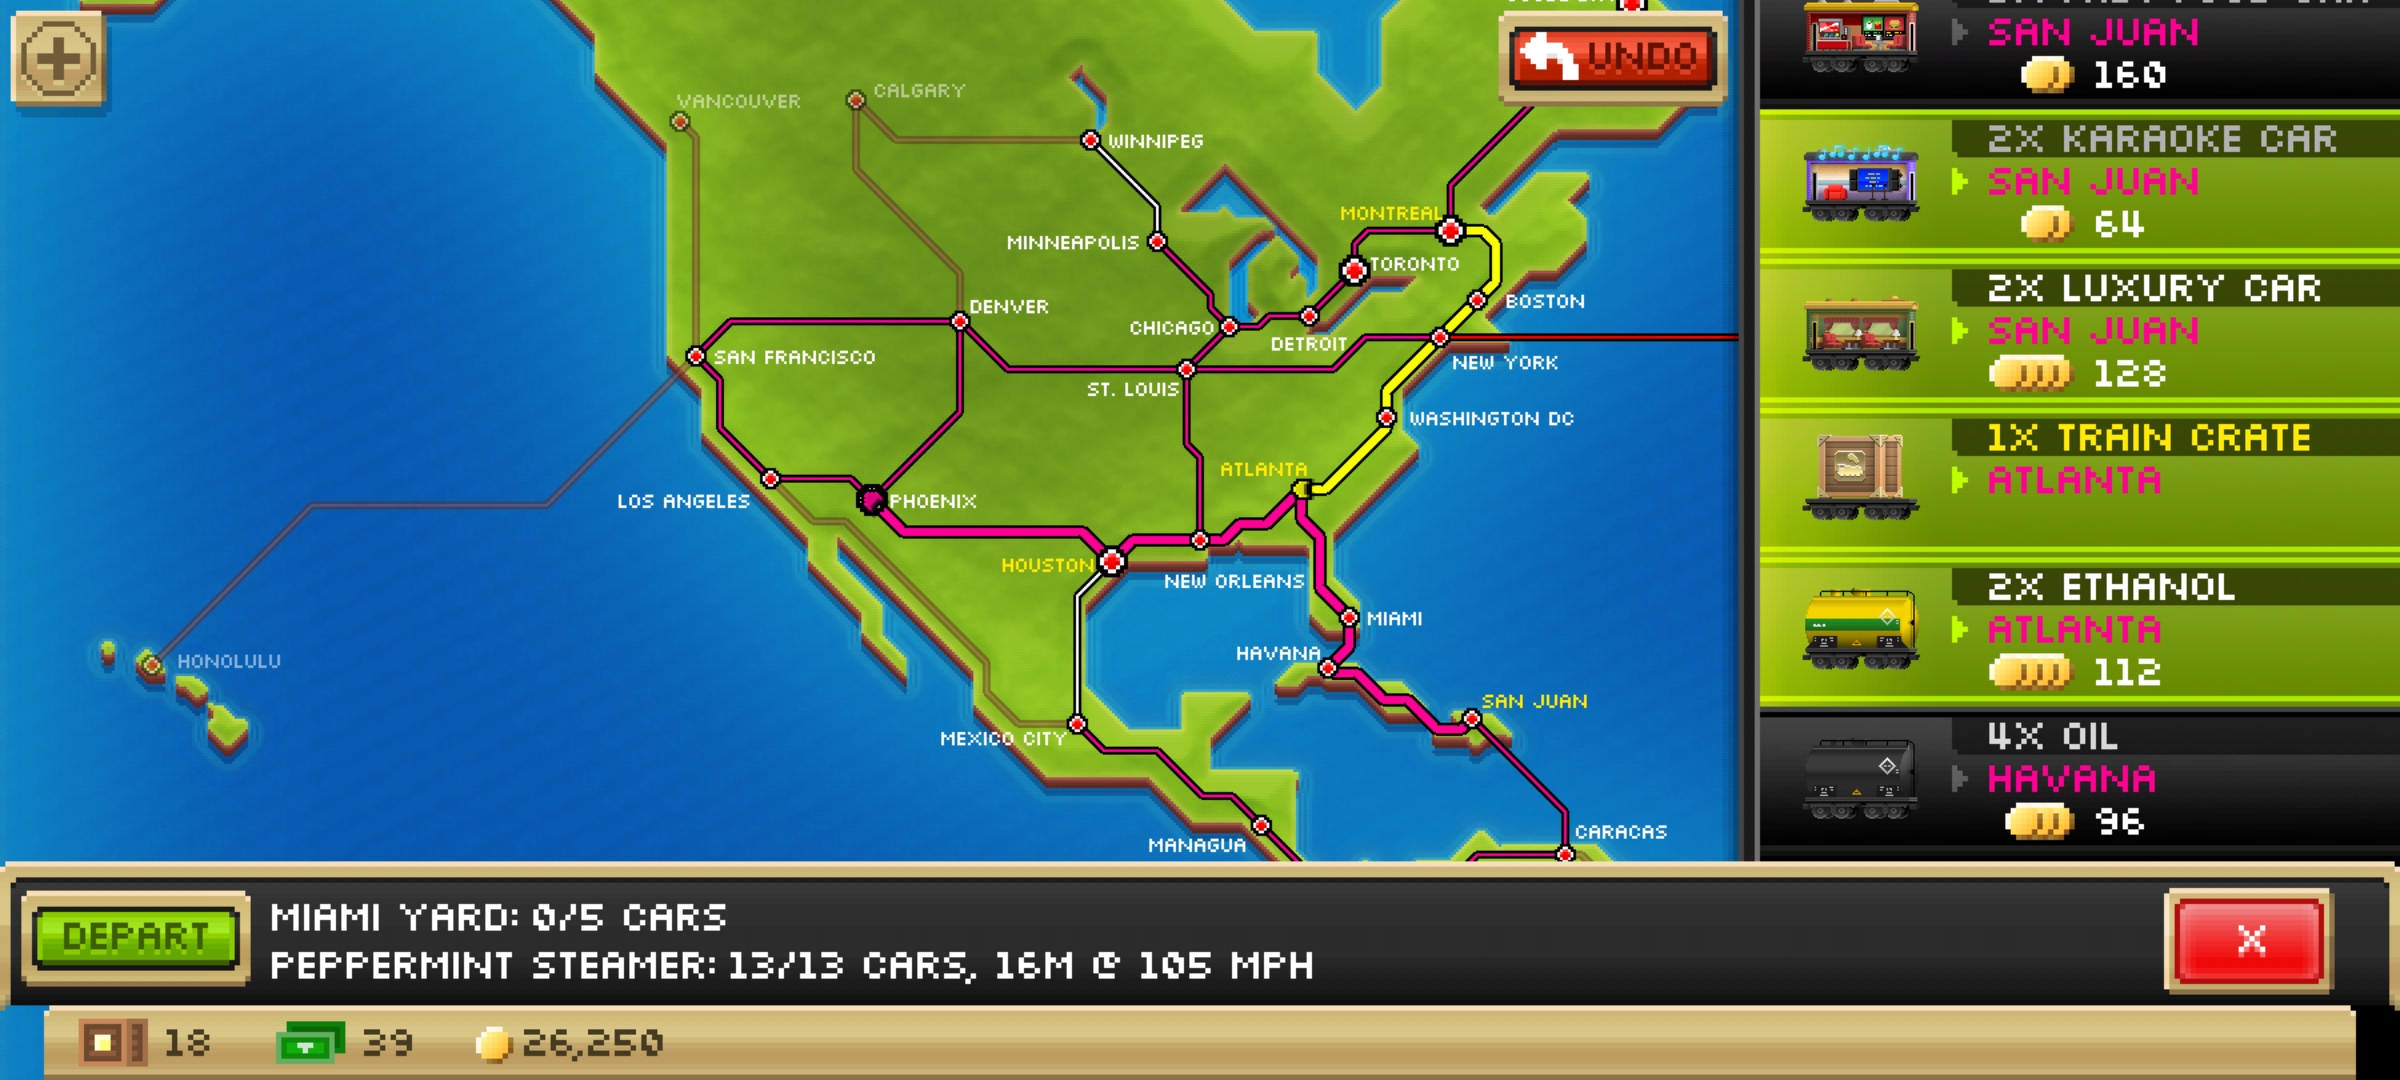 UNDO
VANCOUVER
CALGARY
WINNIPEG
MINNEAPOLIS
MONTREAL
TORONTO
BOSTON
DENVER
CHICAGO
DETROIT
SAN FRANCISCO
NEW YORK
ST. LOUIS
WASHINGTON DC
ATLANTA
LOS ANGELES
PHOENIX
HOUSTON
NEW ORLEANS
MIAMI
HAVANA
HONOLULU
SAN JUAN
MEXICO CITY
CARACAS
MANAGUA
SAN JUAN
160
2X KARAOKE CAR
SAN JUAN
64
2X LUXURY CAR
SAN JUAN
128
1X TRAIN CRATE
ATLANTA
2X ETHANOL
ATLANTA
112
4X OIL
HAVANA
96
DEPART
MIAMI YARD: 0/5 CARS
PEPPERMINT STEAMER: 13/13 CARS, 16M @ 105 MPH
X
18
39
26,250